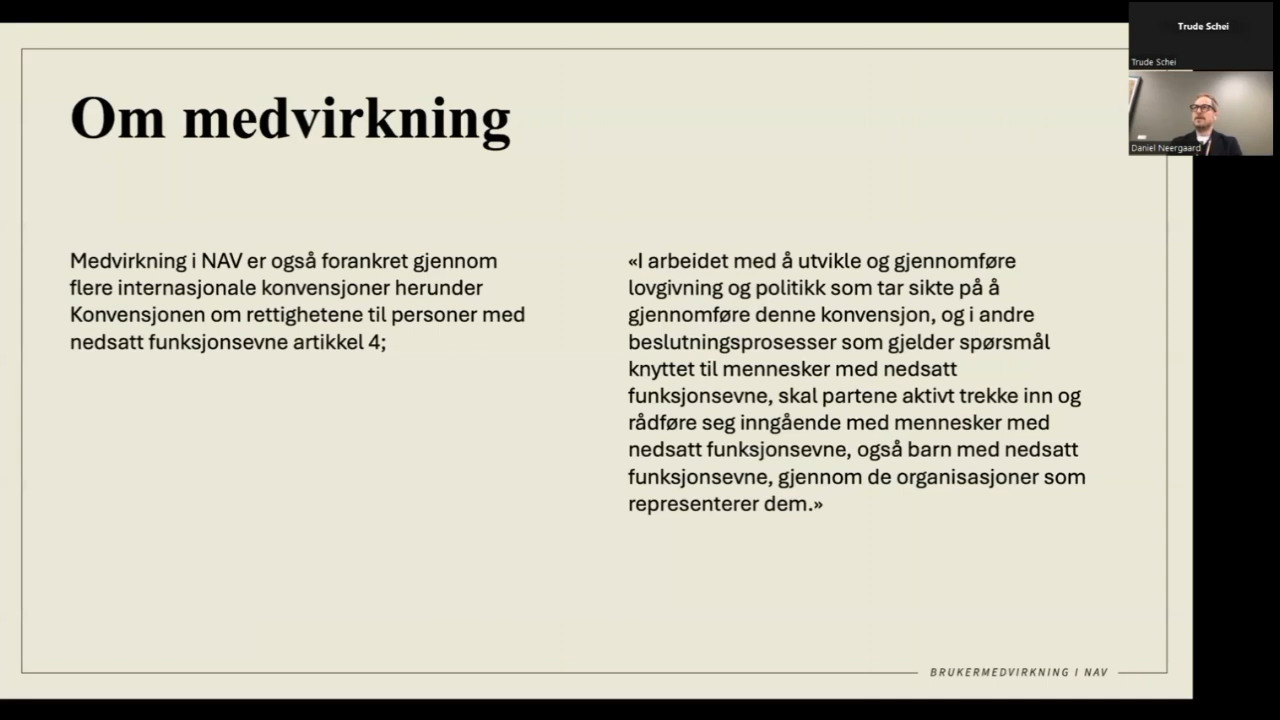 Om medvirkning
Medvirkning i NAV er også forankret gjennom
flere internasjonale konvensjoner herunder
Konvensjonen om rettighetene til personer med
nedsatt funksjonsevne artikkel 4;
«I arbeidet med å utvikle og gjennomføre
lovgivning og politikk som tar sikte på å
gjennomføre denne konvensjon, og i andre
beslutningsprosesser som gjelder spørsmål
knyttet til mennesker med nedsatt
funksjonsevne, skal partene aktivt trekke inn og
rådføre seg inngående med mennesker med
nedsatt funksjonsevne, også barn med nedsatt
funksjonsevne, gjennom de organisasjoner som
representerer dem.»
BRUKERMEDVIRKNING I NAV
Trude Schei
Trude Schei
Daniel Neergaard